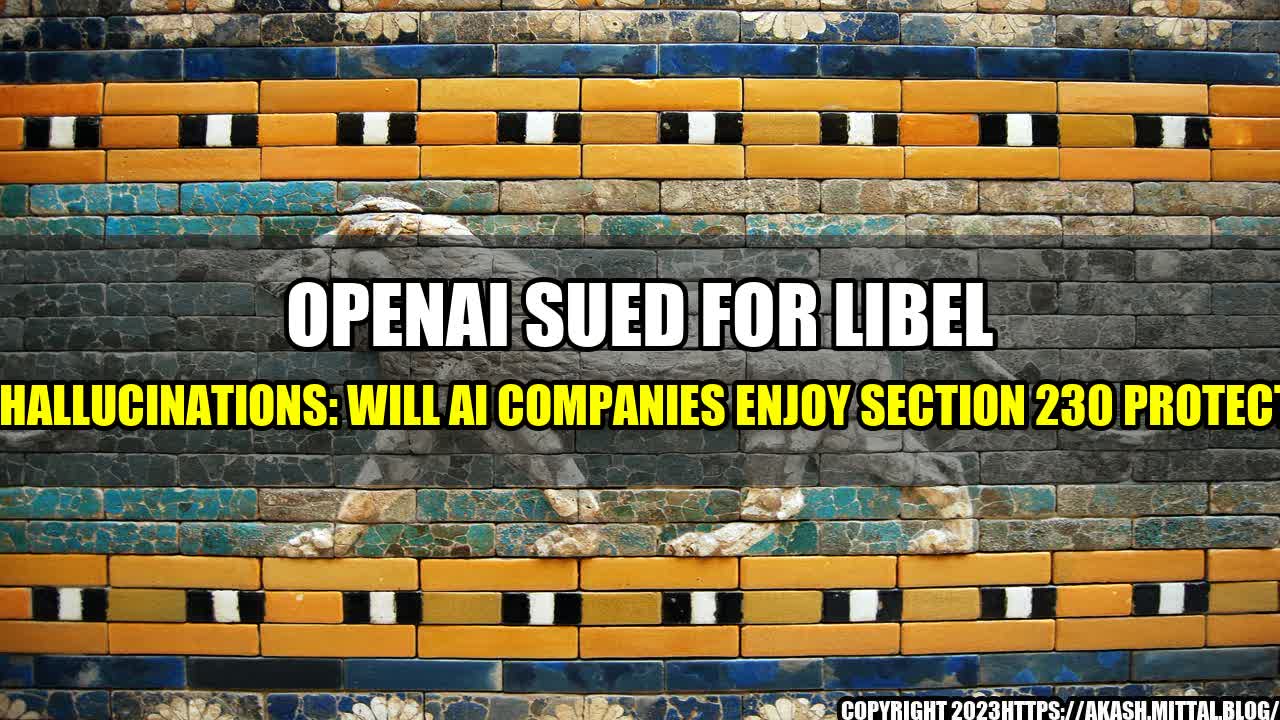 OPENAI SUED FOR LIBEL
HALLUCINATIONS: WILL AI COMPANIES ENJOY SECTION 230 PROTECT
COPYRIGHT 2023HTTPS://AKASH.MITTAL.BLOG/